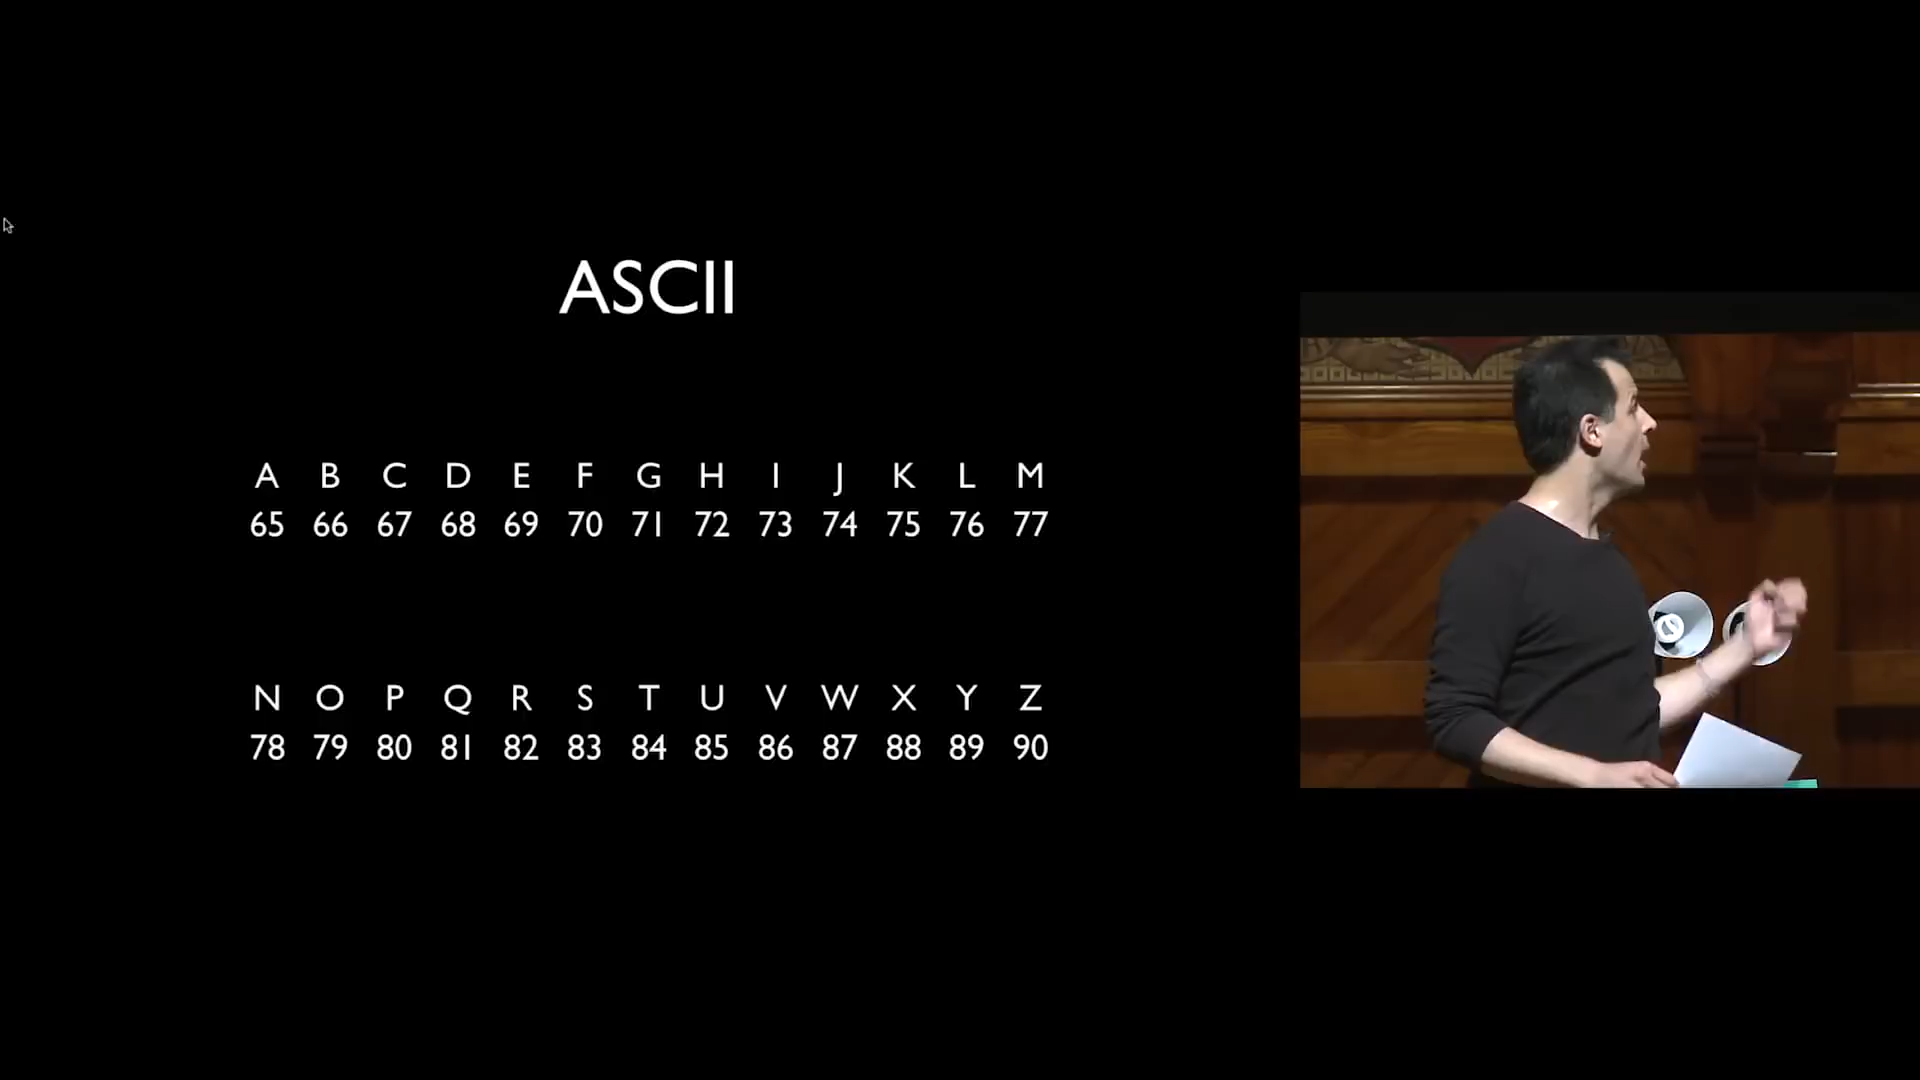 ASCII
A B C D E F G H I J K L M
65 66 67 68 69 70 71 72 73 74 75 76 77
N O P Q R S T U V W X Y Z
78 79 80 81 82 83 84 85 86 87 88 89 90